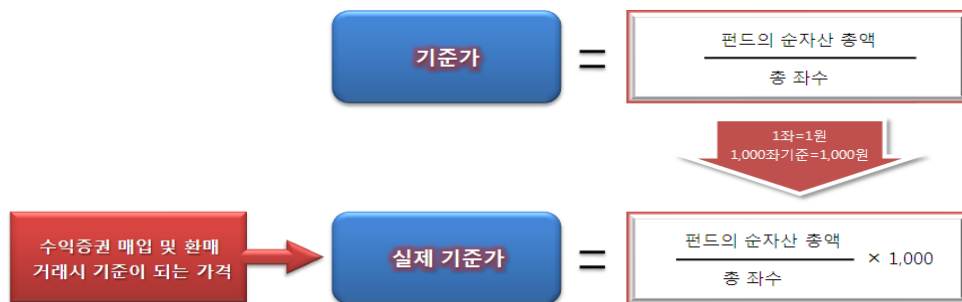 기준가
=
펀드의 순자산 총액
총 좌수
1좌=1원
1,000좌기준=1,000원
수익증권 매입 및 환매
거래시 기준이 되는 가격
실제 기준가
=
펀드의 순자산 총액
총 좌수
× 1,000